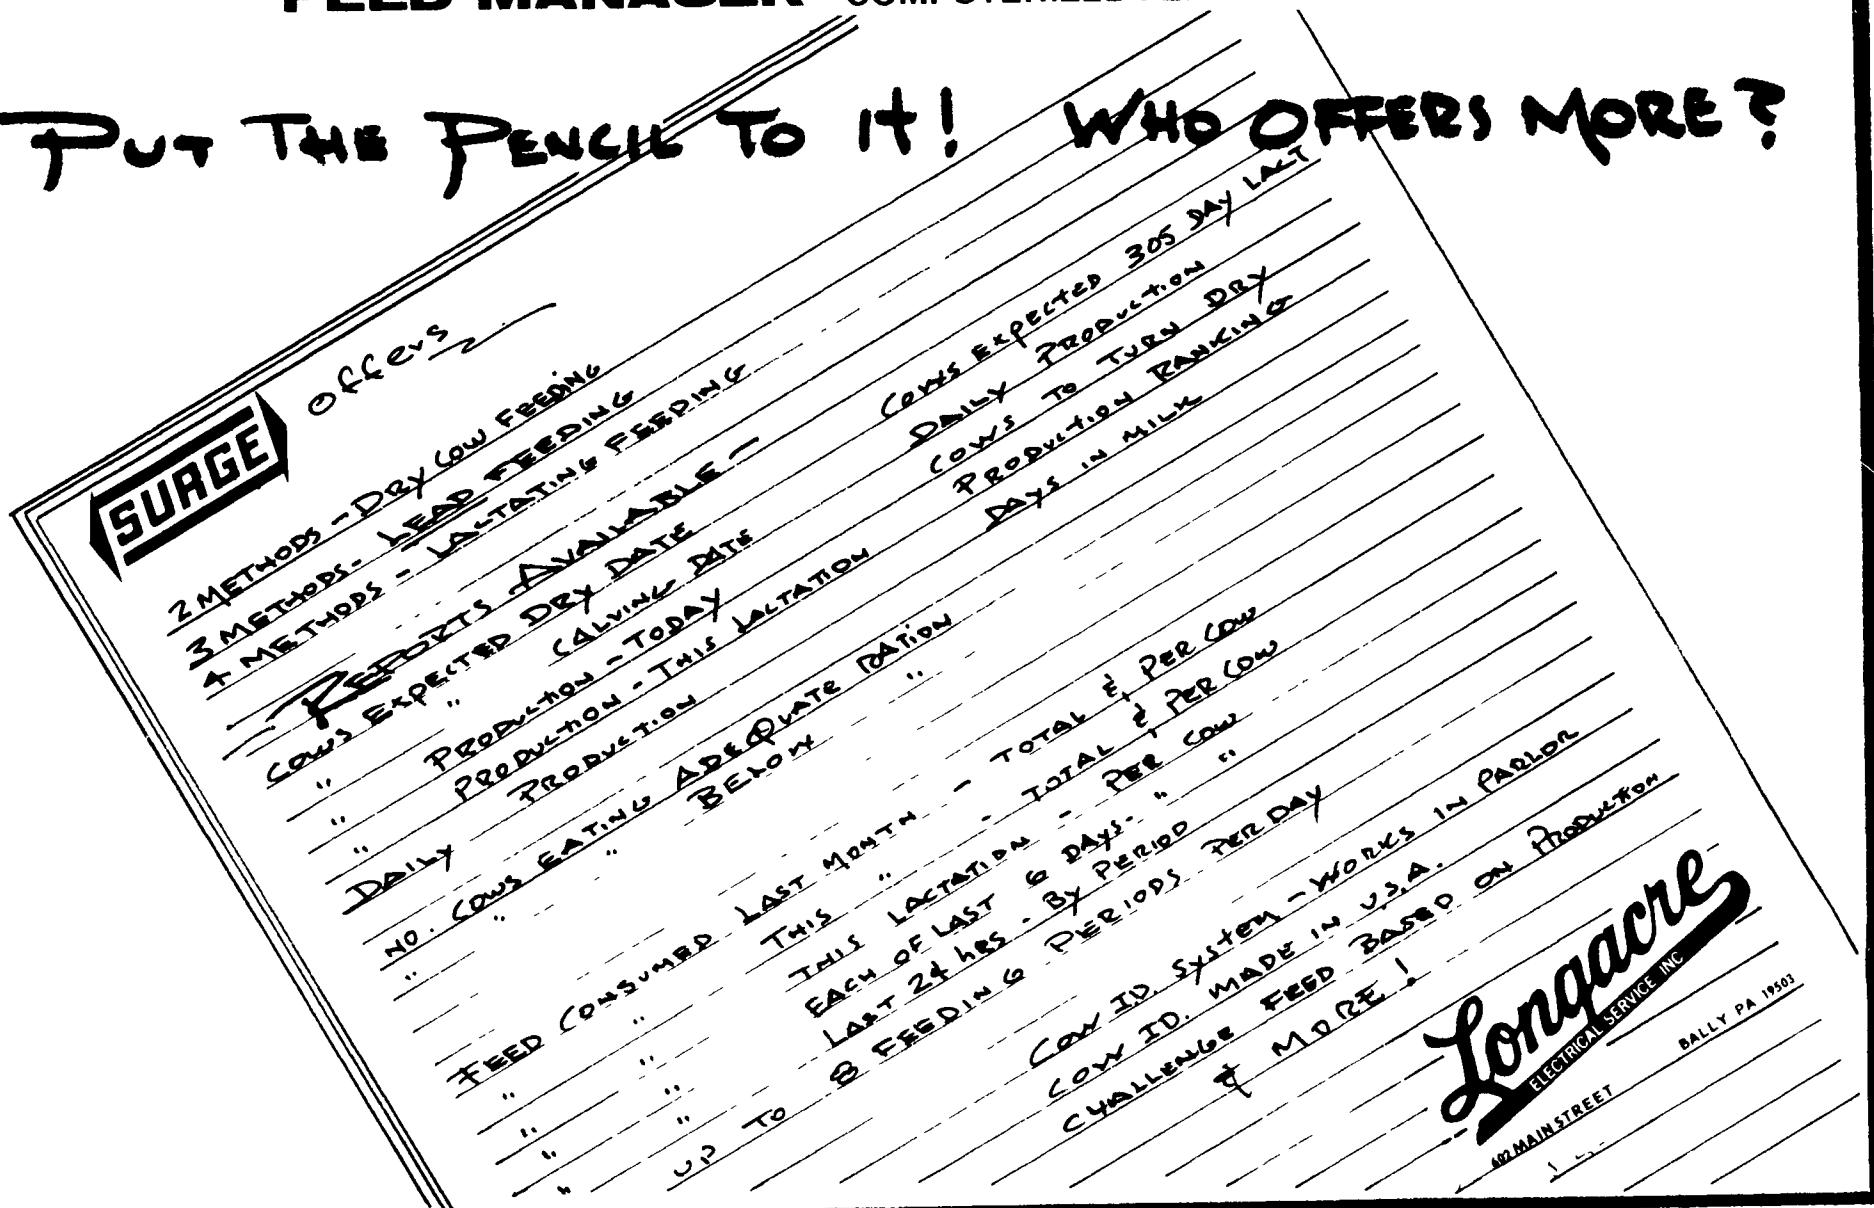 FEED MANAGER
PUT THE PENCIL TO It! WHO OFFERS MORE?
SURGE Offers
2 METHODS - DRY COW FEEDING
3 METHODS - LEAD FEEDING
4 METHODS - LACTATING FEEDING
REPORTS AVAILABLE -
COWS EXPECTED DRY DATE
" " CALVING DATE
" PRODUCTION - TODAY
" PRODUCTION - THIS LACTATION
DAILY PRODUCTION
COWS EXPECTED 305 DAY LACT
DAILY PRODUCTION
COWS TO TURN DRY
PRODUCTION RANKING
DAYS IN MILK
NO. COWS EATING ADEQUATE RATION
" " " BELOW "
FEED CONSUMED LAST MONTH - TOTAL & PER COW
" " THIS " - TOTAL & PER COW
" " THIS LACTATION - PER COW
" " EACH OF LAST 6 DAYS - " "
" " LAST 24 hRS - By PERIOD
UP TO 8 FEEDING PERIODS PER DAY
COW I.D. System - WORKS IN PARLOR
COW I.D. MADE IN U.S.A.
CHALLENGE FEED BASED ON PRODUCTION
& MORE!
Longacre
ELECTRICAL SERVICE INC
602 MAIN STREET BALLY PA 19503